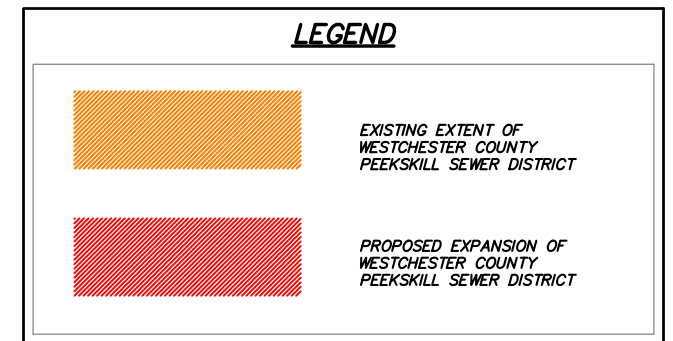 LEGEND
EXISTING EXTENT OF
WESTCHESTER COUNTY
PEEKSKILL SEWER DISTRICT
PROPOSED EXPANSION OF
WESTCHESTER COUNTY
PEEKSKILL SEWER DISTRICT